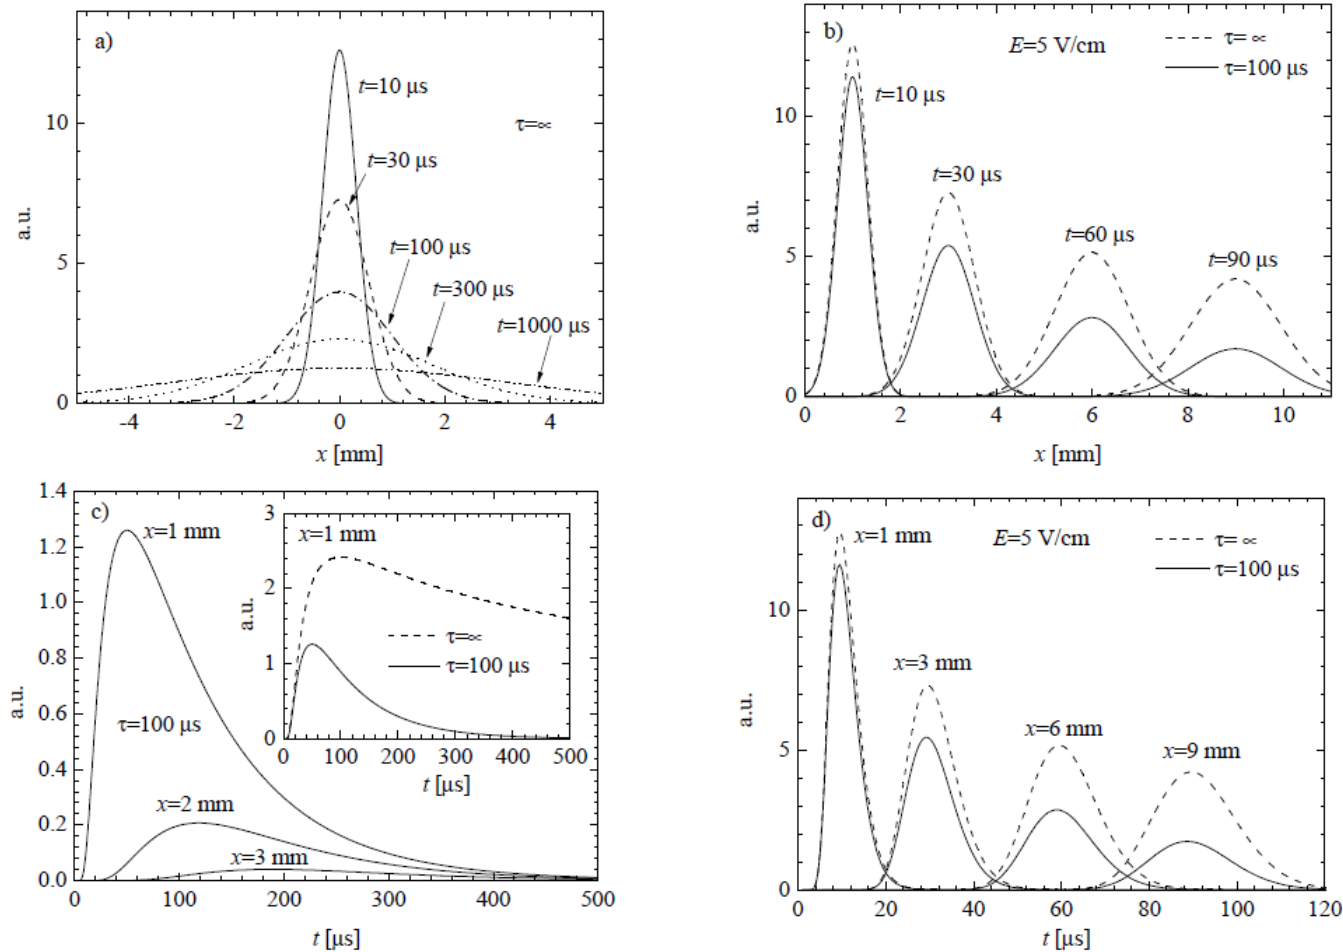 a)
t=10 µs
τ=∝
t=30 µs
t=100 µs
t=300 µs
t=1000 µs
10
5
0
a.u.
-4 -2 0 2 4
x [mm]
b)
E=5 V/cm
τ=∝
τ=100 µs
t=10 µs
t=30 µs
t=60 µs
t=90 µs
10
5
0
a.u.
0 2 4 6 8 10
x [mm]
c)
x=1 mm
τ=100 µs
x=2 mm
x=3 mm
1.4
1.2
1.0
0.8
0.6
0.4
0.2
0.0
a.u.
0 100 200 300 400 500
t [µs]
x=1 mm
τ=∝
τ=100 µs
3
2
1
0
a.u.
0 100 200 300 400 500
t [µs]
d)
x=1 mm
E=5 V/cm
τ=∝
τ=100 µs
x=3 mm
x=6 mm
x=9 mm
10
5
0
a.u.
0 20 40 60 80 100 120
t [µs]